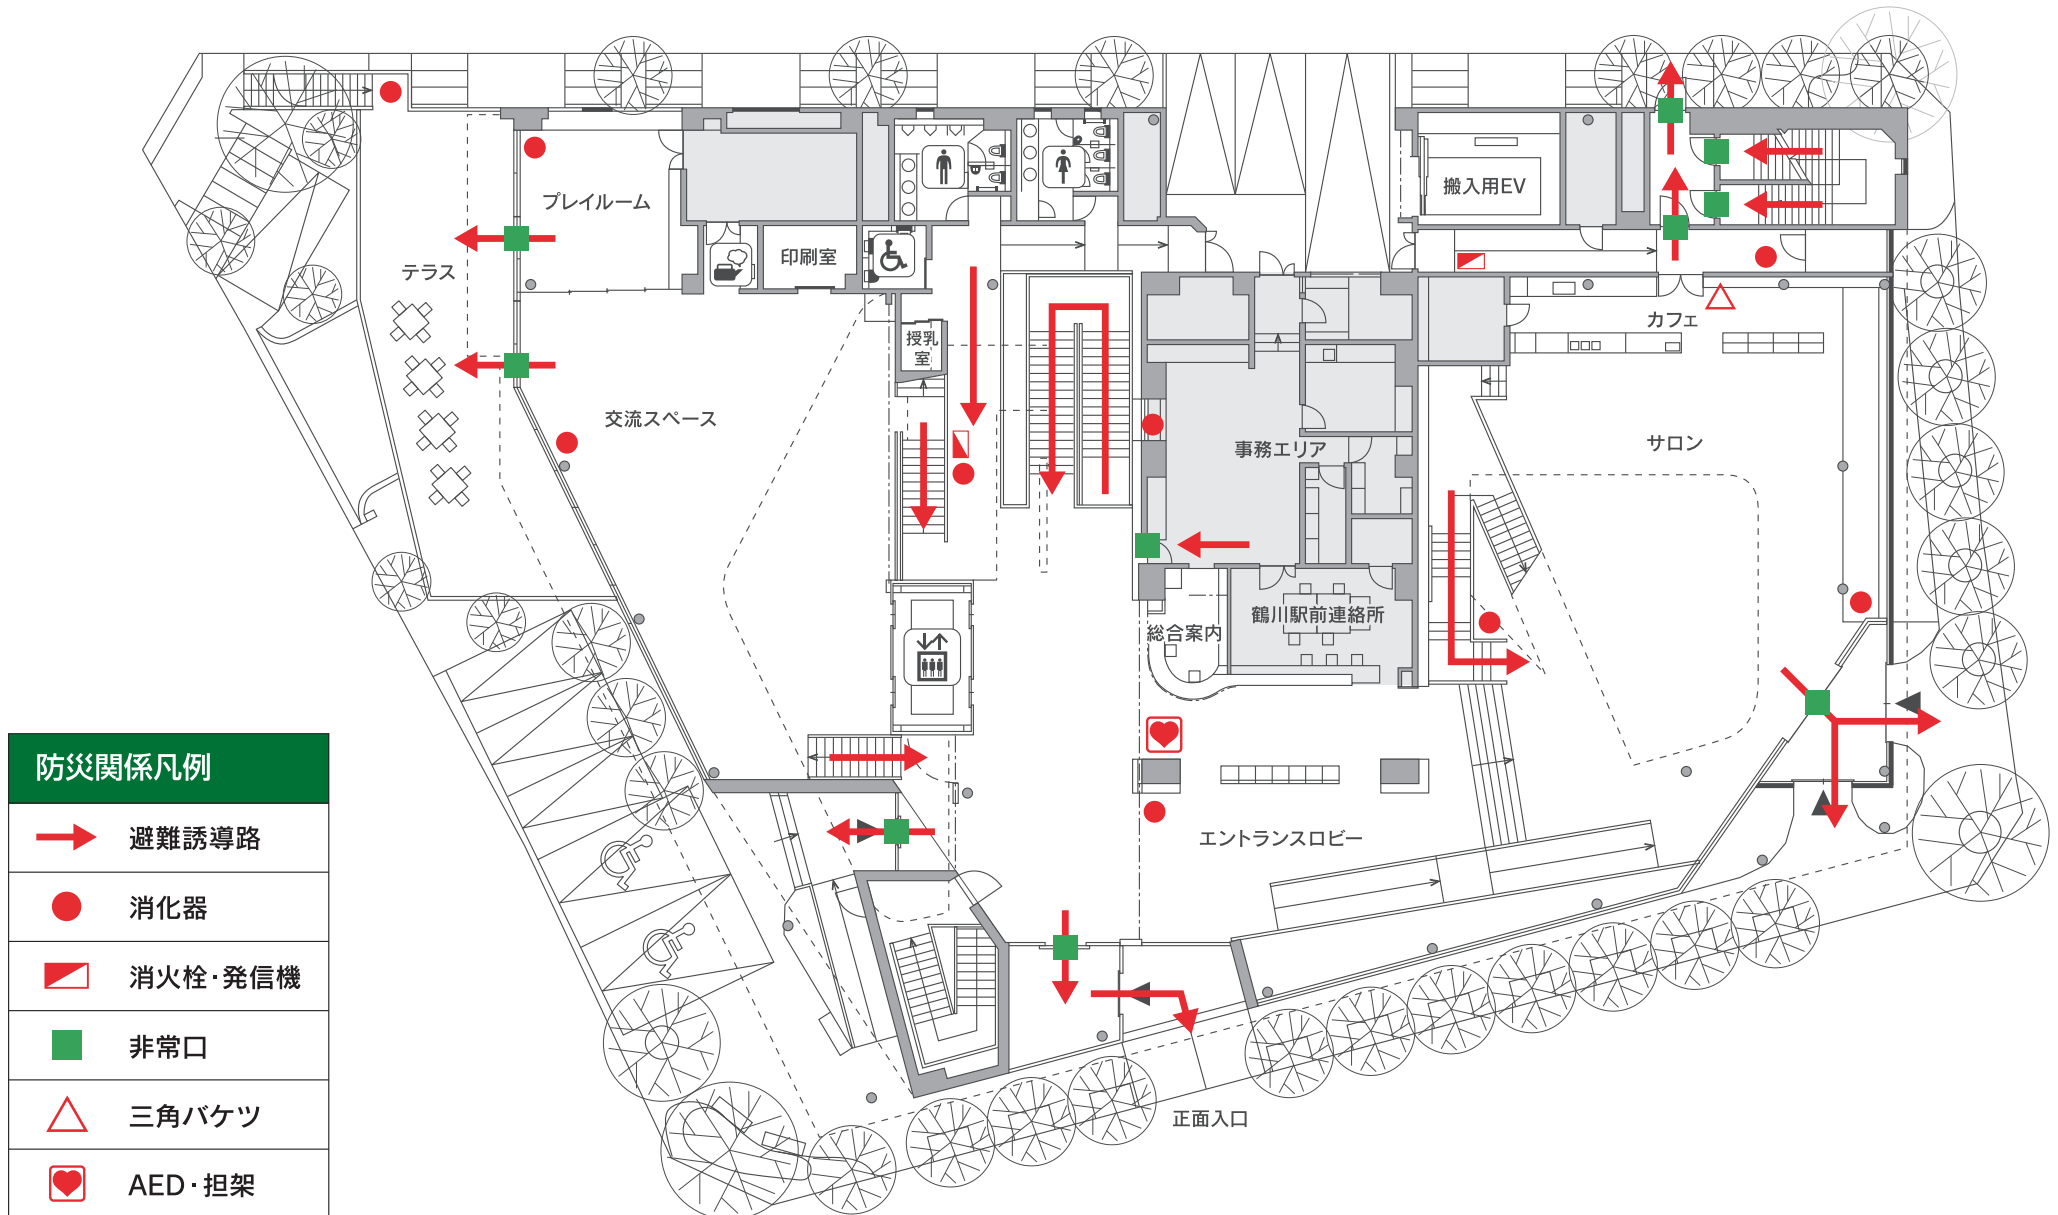 プレイルーム
搬入用EV
テラス
印刷室
授乳
室
カフェ
交流スペース
事務エリア
サロン
鶴川駅前連絡所
総合案内
エントランスロビー
正面入口
防災関係凡例
避難誘導路
消化器
消火栓・発信機
非常口
三角バケツ
AED・担架